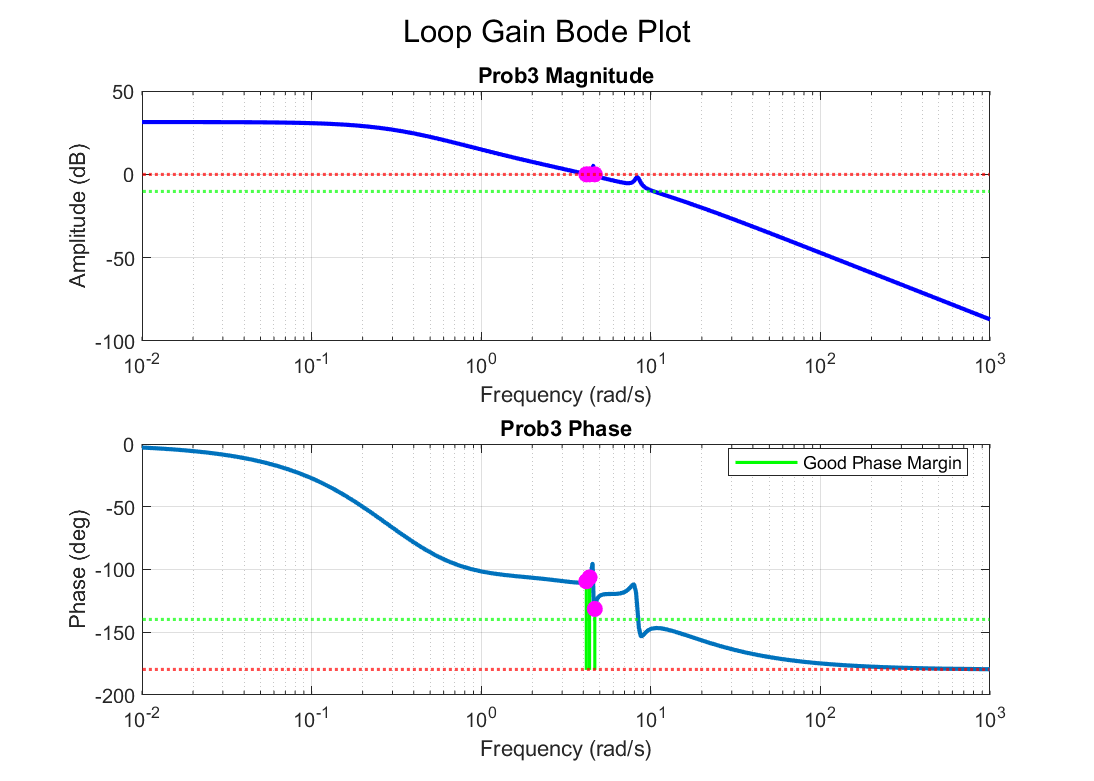 Loop Gain Bode Plot
Prob3 Magnitude
50
0
-50
-100
Amplitude (dB)
10^-2 10^-1 10^0 10^1 10^2 10^3
Frequency (rad/s)
Prob3 Phase
0
-50
-100
-150
-200
Phase (deg)
Good Phase Margin
10^-2 10^-1 10^0 10^1 10^2 10^3
Frequency (rad/s)